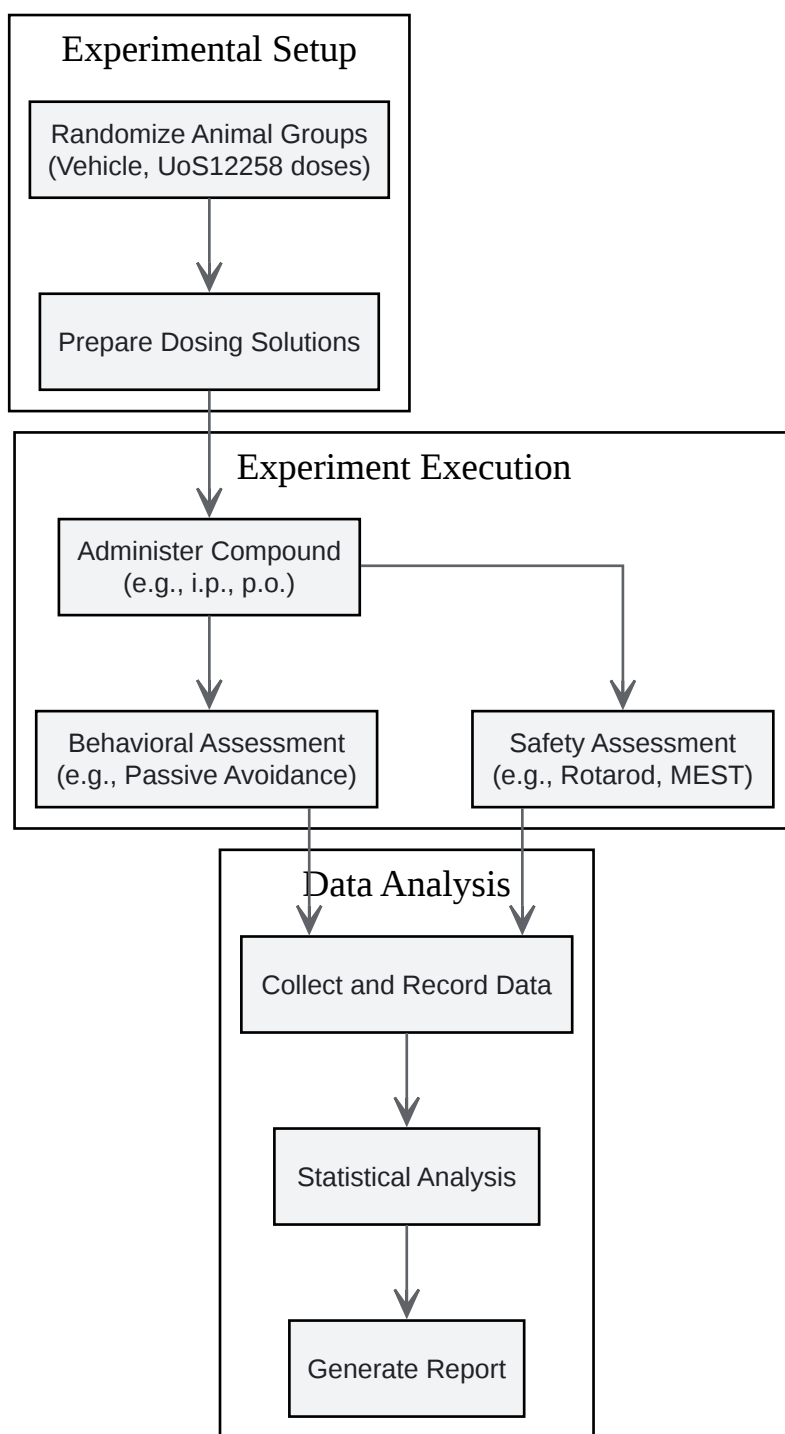 Experimental Setup
Randomize Animal Groups
(Vehicle, UoS12258 doses)
Prepare Dosing Solutions
Experiment Execution
Administer Compound
(e.g., i.p., p.o.)
Behavioral Assessment
(e.g., Passive Avoidance)
Safety Assessment
(e.g., Rotarod, MEST)
Data Analysis
Collect and Record Data
Statistical Analysis
Generate Report